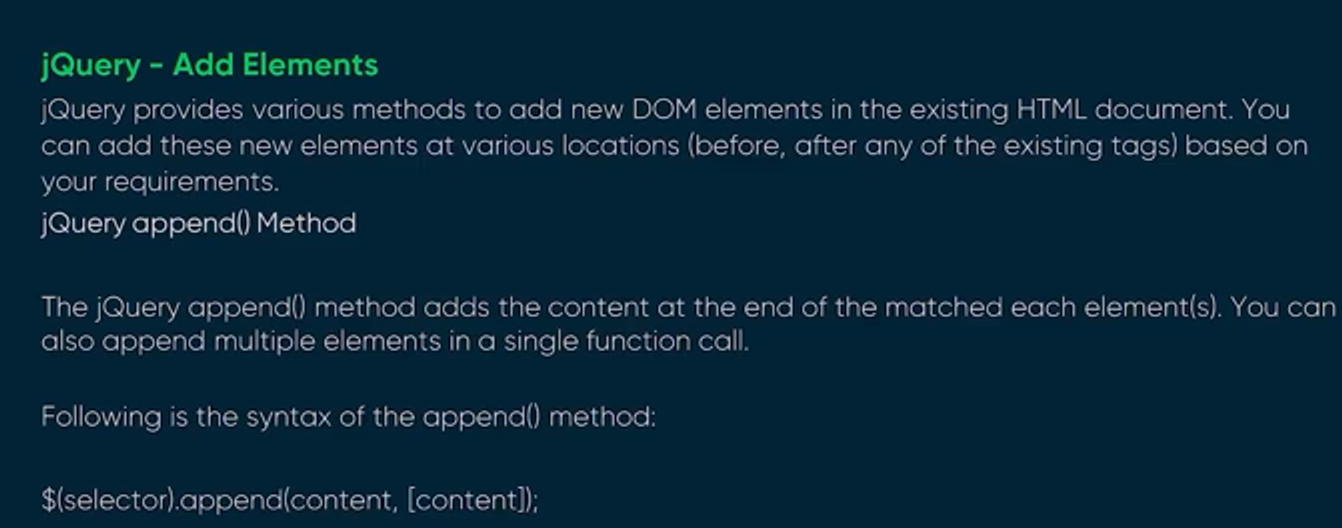 jQuery - Add Elements
jQuery provides various methods to add new DOM elements in the existing HTML document. You
can add these new elements at various locations (before, after any of the existing tags) based on
your requirements.
jQuery append() Method
The jQuery append() method adds the content at the end of the matched each element(s). You can
also append multiple elements in a single function call.
Following is the syntax of the append() method:
$(selector).append(content, [content]);